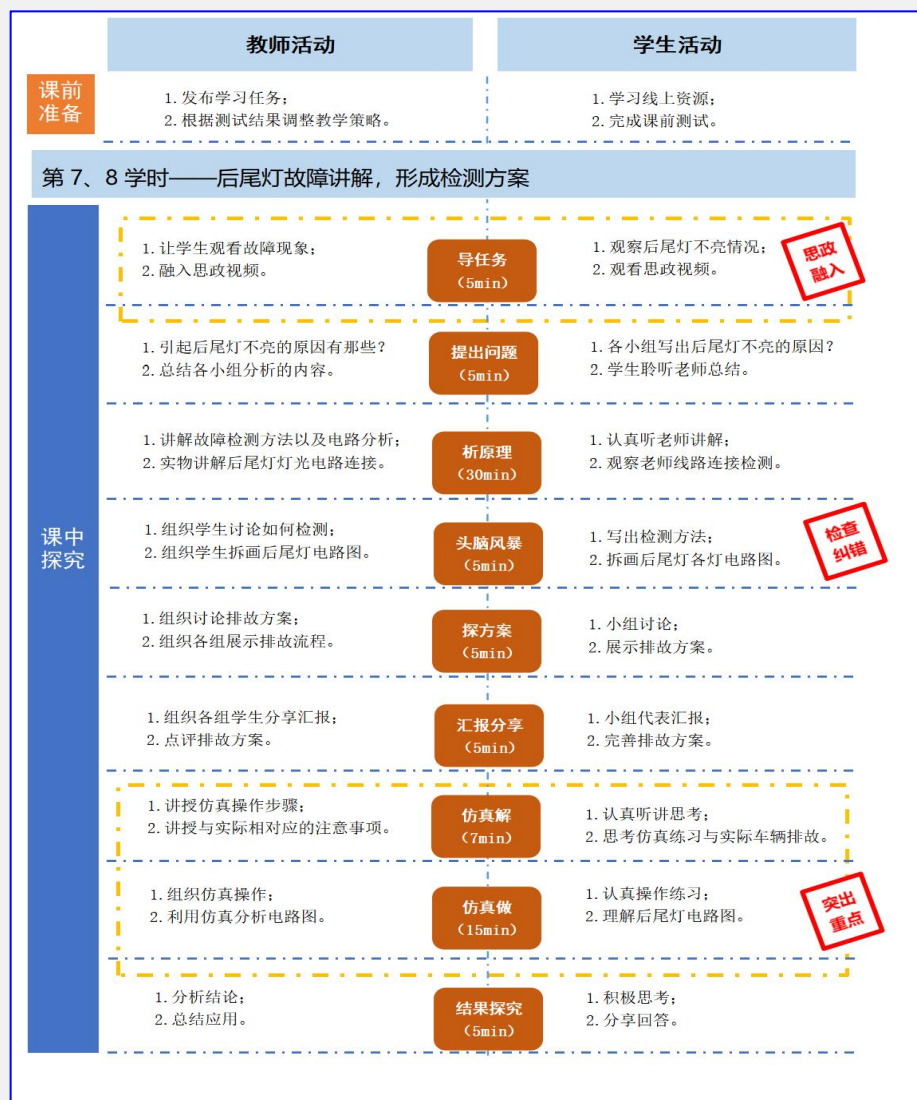 教师活动
学生活动
课前
准备
1. 发布学习任务；
2. 根据测试结果调整教学策略。
1. 学习线上资源；
2. 完成课前测试。
第 7、8 学时——后尾灯故障讲解，形成检测方案
课中
探究
1. 让学生观看故障现象；
2. 融入思政视频。
导任务
（5min）
1. 观察后尾灯不亮情况；
2. 观看思政视频。
思政
融入
1. 引起后尾灯不亮的原因有那些？
2. 总结各小组分析的内容。
提出问题
（5min）
1. 各小组写出后尾灯不亮的原因？
2. 学生聆听老师总结。
1. 讲解故障检测方法以及电路分析；
2. 实物讲解后尾灯灯光电路连接。
析原理
（30min）
1. 认真听老师讲解；
2. 观察老师线路连接检测。
1. 组织学生讨论如何检测；
2. 组织学生拆画后尾灯电路图。
头脑风暴
（5min）
1. 写出检测方法；
2. 拆画后尾灯各灯电路图。
检查
纠错
1. 组织讨论排故方案；
2. 组织各组展示排故流程。
探方案
（5min）
1. 小组讨论；
2. 展示排故方案。
1. 组织各组学生分享汇报；
2. 点评排故方案。
汇报分享
（5min）
1. 小组代表汇报；
2. 完善排故方案。
1. 讲授仿真操作步骤；
2. 讲授与实际相对应的注意事项。
仿真解
（7min）
1. 认真听讲思考；
2. 思考仿真练习与实际车辆排故。
1. 组织仿真操作；
2. 利用仿真分析电路图。
仿真做
（15min）
1. 认真操作练习；
2. 理解后尾灯电路图。
突出
重点
1. 分析结论；
2. 总结应用。
结果探究
（5min）
1. 积极思考；
2. 分享回答。